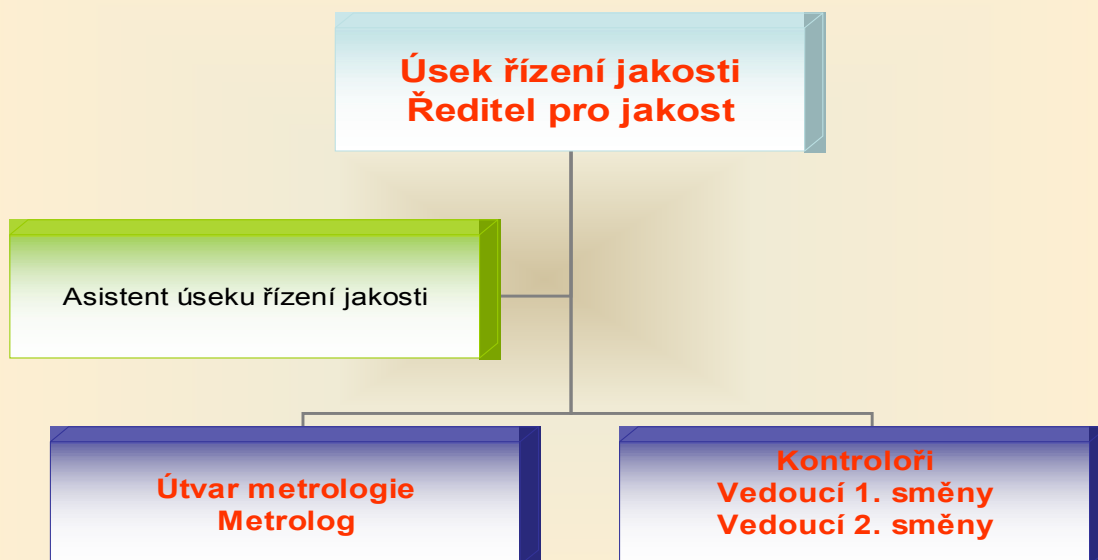 Úsek řízení jakosti
Ředitel pro jakost
Asistent úseku řízení jakosti
Útvar metrologie
Metrolog
Kontroloři
Vedoucí 1. směny
Vedoucí 2. směny